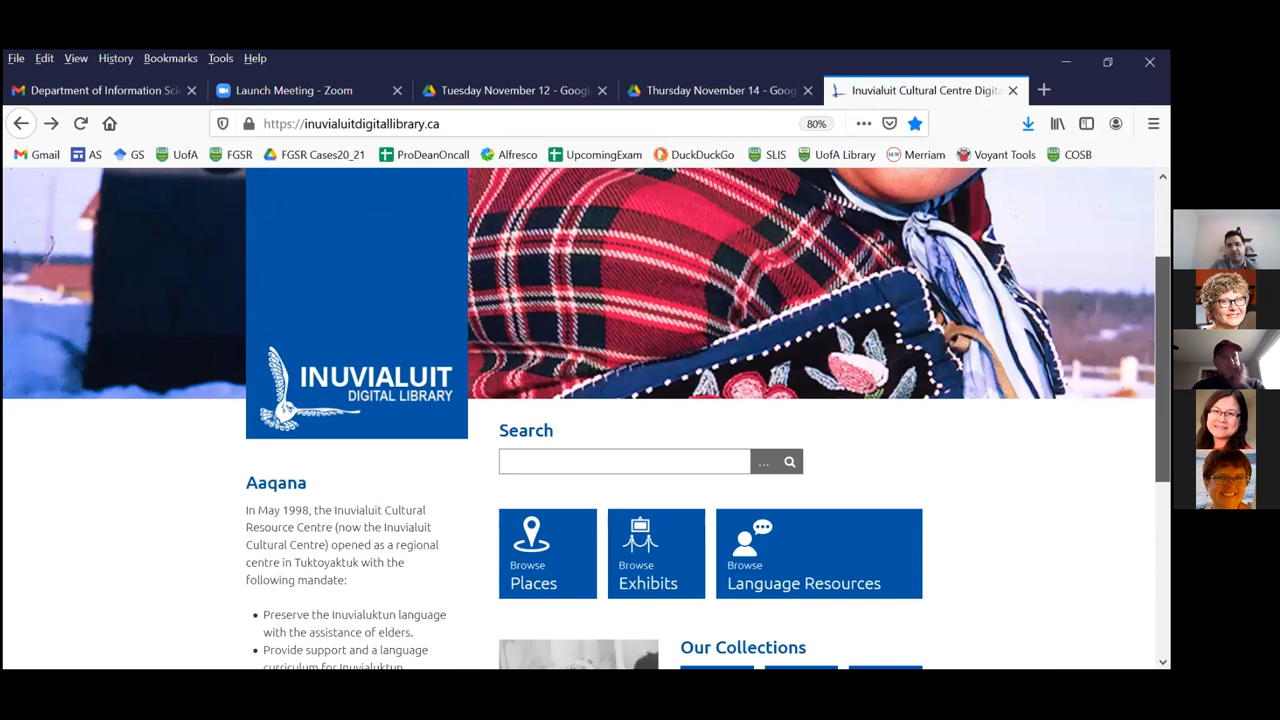 File Edit View History Bookmarks Tools Help
Department of Information Sci
Launch Meeting - Zoom
Tuesday November 12 - Googl
Thursday November 14 - Goog
Inuvialuit Cultural Centre Digita
https://inuvialuitdigitallibrary.ca
80%
Gmail AS GS UofA FGSR FGSR Cases20_21 ProDeanOncall Alfresco UpcomingExam DuckDuckGo SLIS UofA Library Merriam Voyant Tools COSB
INUVIALUIT
DIGITAL LIBRARY
Aaqana
In May 1998, the Inuvialuit Cultural
Resource Centre (now the Inuvialuit
Cultural Centre) opened as a regional
centre in Tuktoyaktuk with the
following mandate:
• Preserve the Inuvialuktun language
with the assistance of elders.
• Provide support and a language
curriculum for Inuvialuktun
Search
...
Browse
Places
Browse
Exhibits
Browse
Language Resources
Our Collections